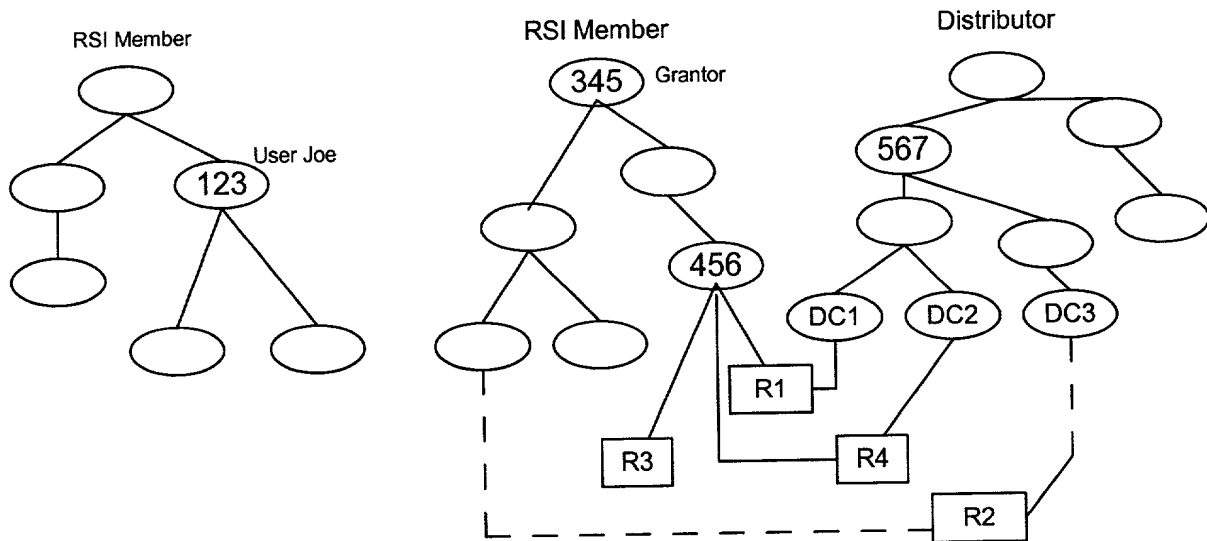 RSI Member
User Joe
123
RSI Member
345
Grantor
456
Distributor
567
DC1
DC2
DC3
R1
R3
R4
R2